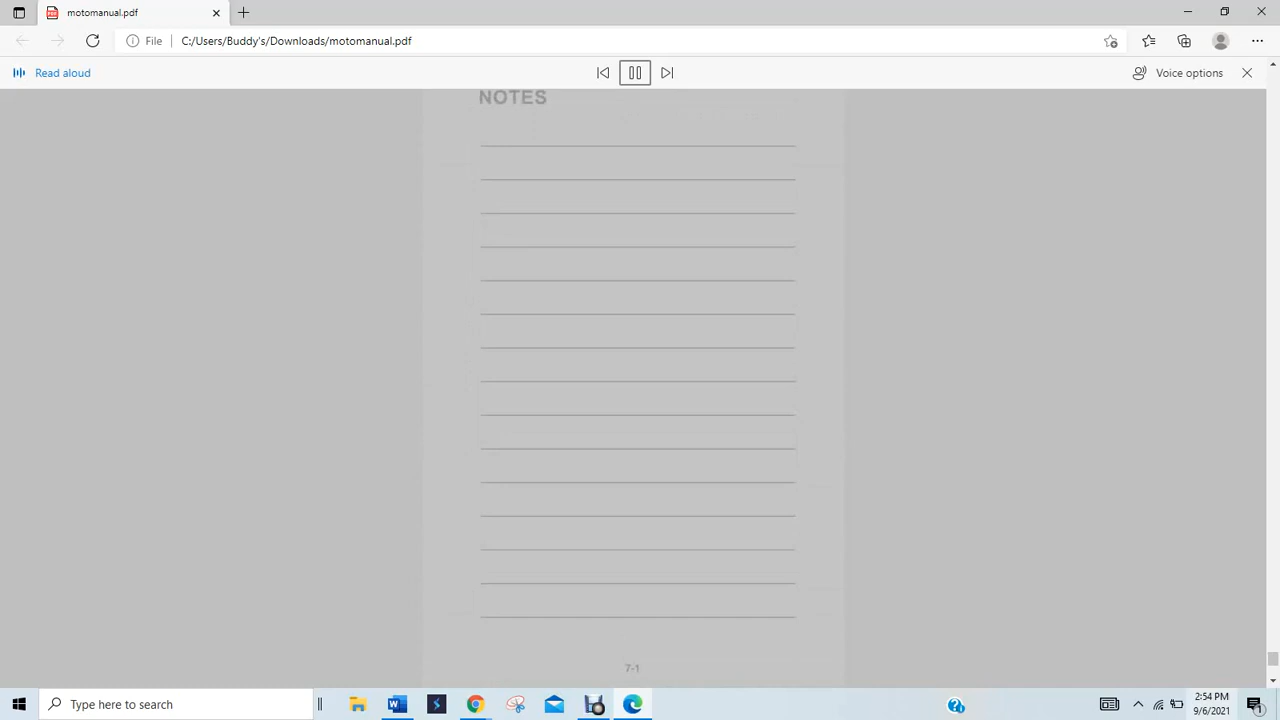 motomanual.pdf
File C:/Users/Buddy's/Downloads/motomanual.pdf
Read aloud
Voice options
NOTES
7-1
Type here to search
2:54 PM
9/6/2021